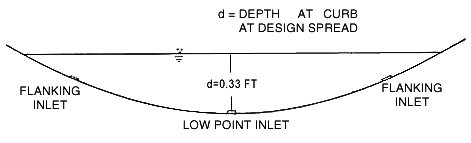 d = DEPTH AT CURB
AT DESIGN SPREAD
d=0.33 FT
FLANKING
INLET
FLANKING
INLET
LOW POINT INLET